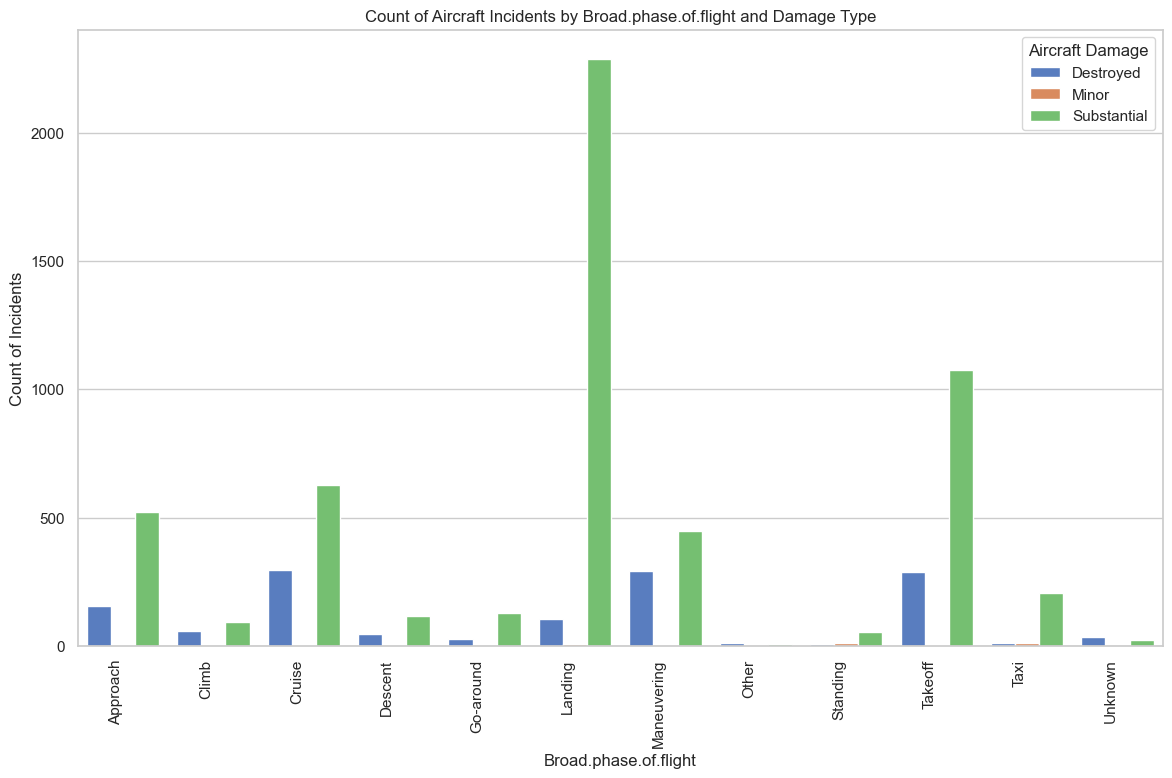 Count of Aircraft Incidents by Broad.phase.of.flight and Damage Type
Aircraft Damage
Destroyed
Minor
Substantial
Count of Incidents
2000
1500
1000
500
0
Approach
Climb
Cruise
Descent
Go-around
Landing
Maneuvering
Other
Standing
Takeoff
Taxi
Unknown
Broad.phase.of.flight